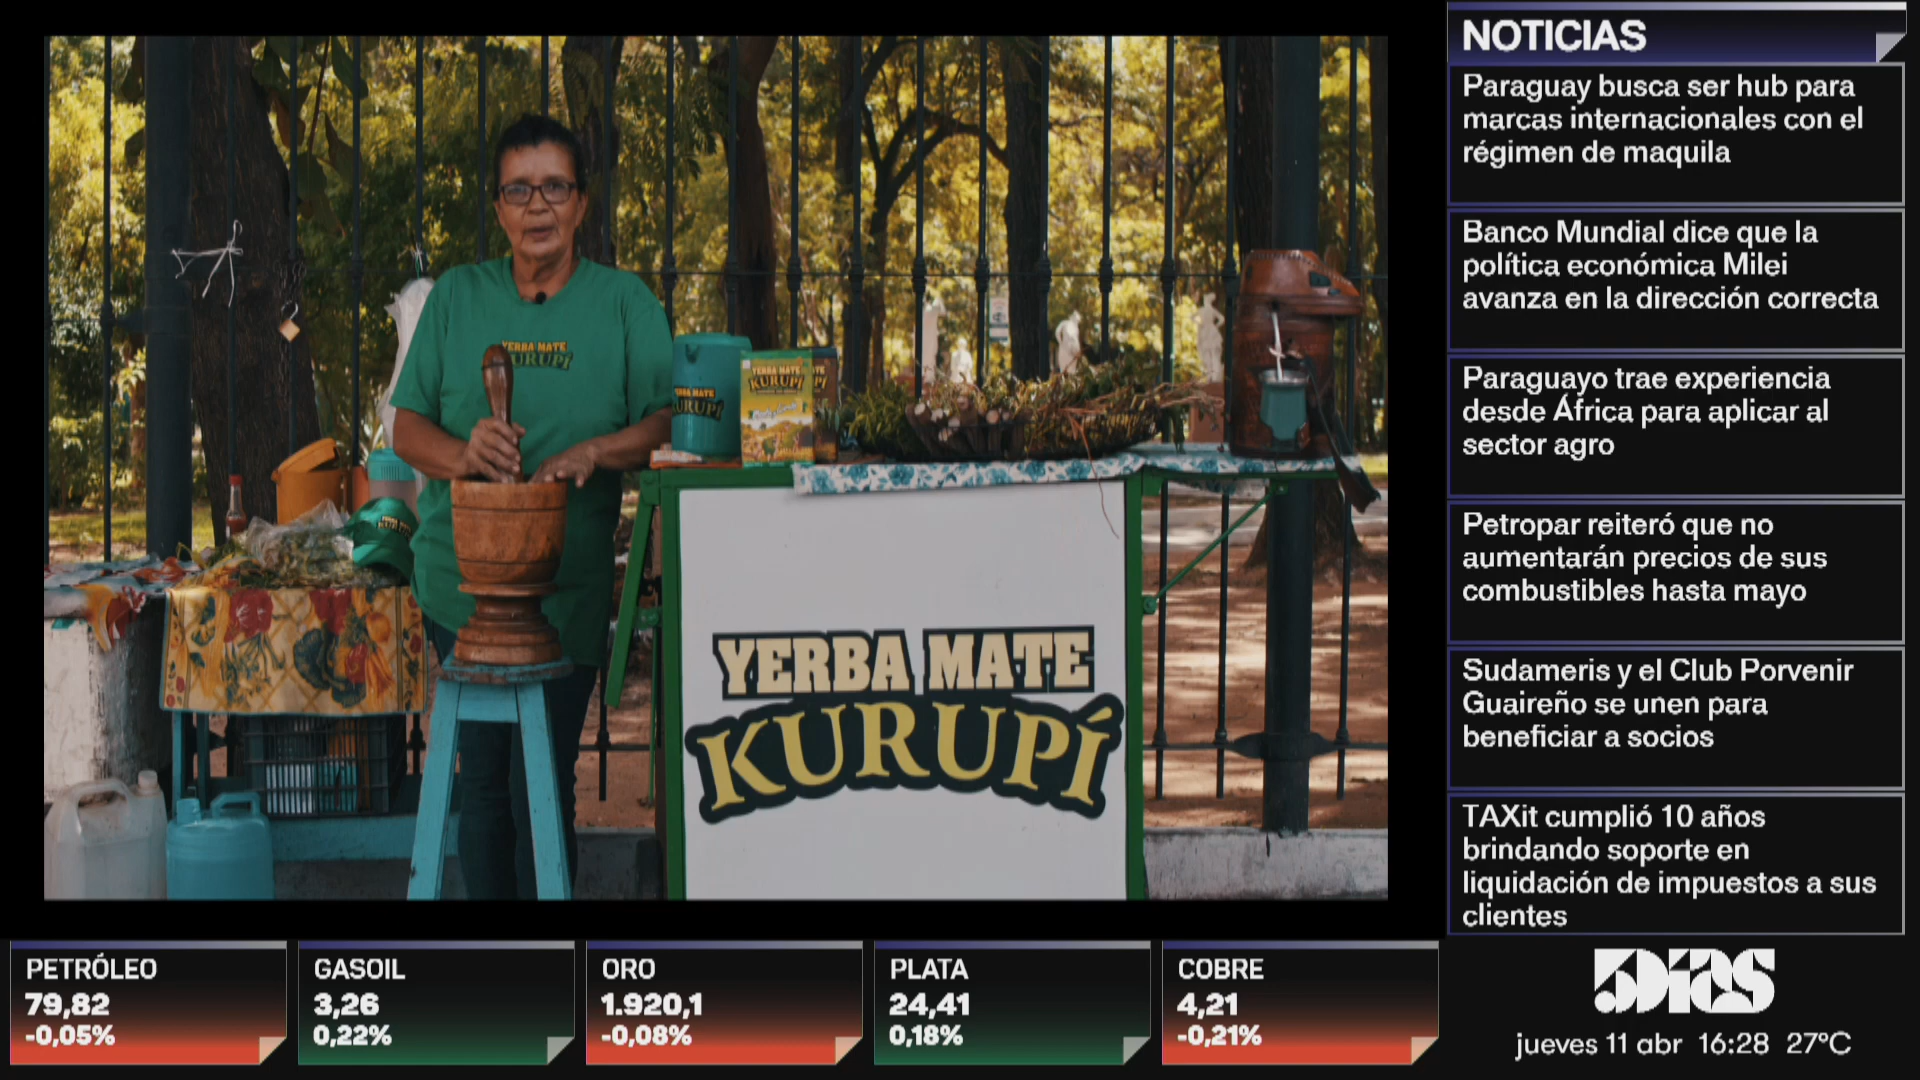 YERBA MATE
KURUPÍ
YERBA MATE
KURUPÍ
YERBA MATE
KURUPÍ
YERBA MATE
KURUPÍ
NOTICIAS
Paraguay busca ser hub para
marcas internacionales con el
régimen de maquila
Banco Mundial dice que la
política económica Milei
avanza en la dirección correcta
Paraguayo trae experiencia
desde África para aplicar al
sector agro
Petropar reiteró que no
aumentarán precios de sus
combustibles hasta mayo
Sudameris y el Club Porvenir
Guaireño se unen para
beneficiar a socios
TAXit cumplió 10 años
brindando soporte en
liquidación de impuestos a sus
clientes
PETRÓLEO
79,82
-0,05%
GASOIL
3,26
0,22%
ORO
1.920,1
-0,08%
PLATA
24,41
0,18%
COBRE
4,21
-0,21%
5Días
jueves 11 abr 16:28 27°C